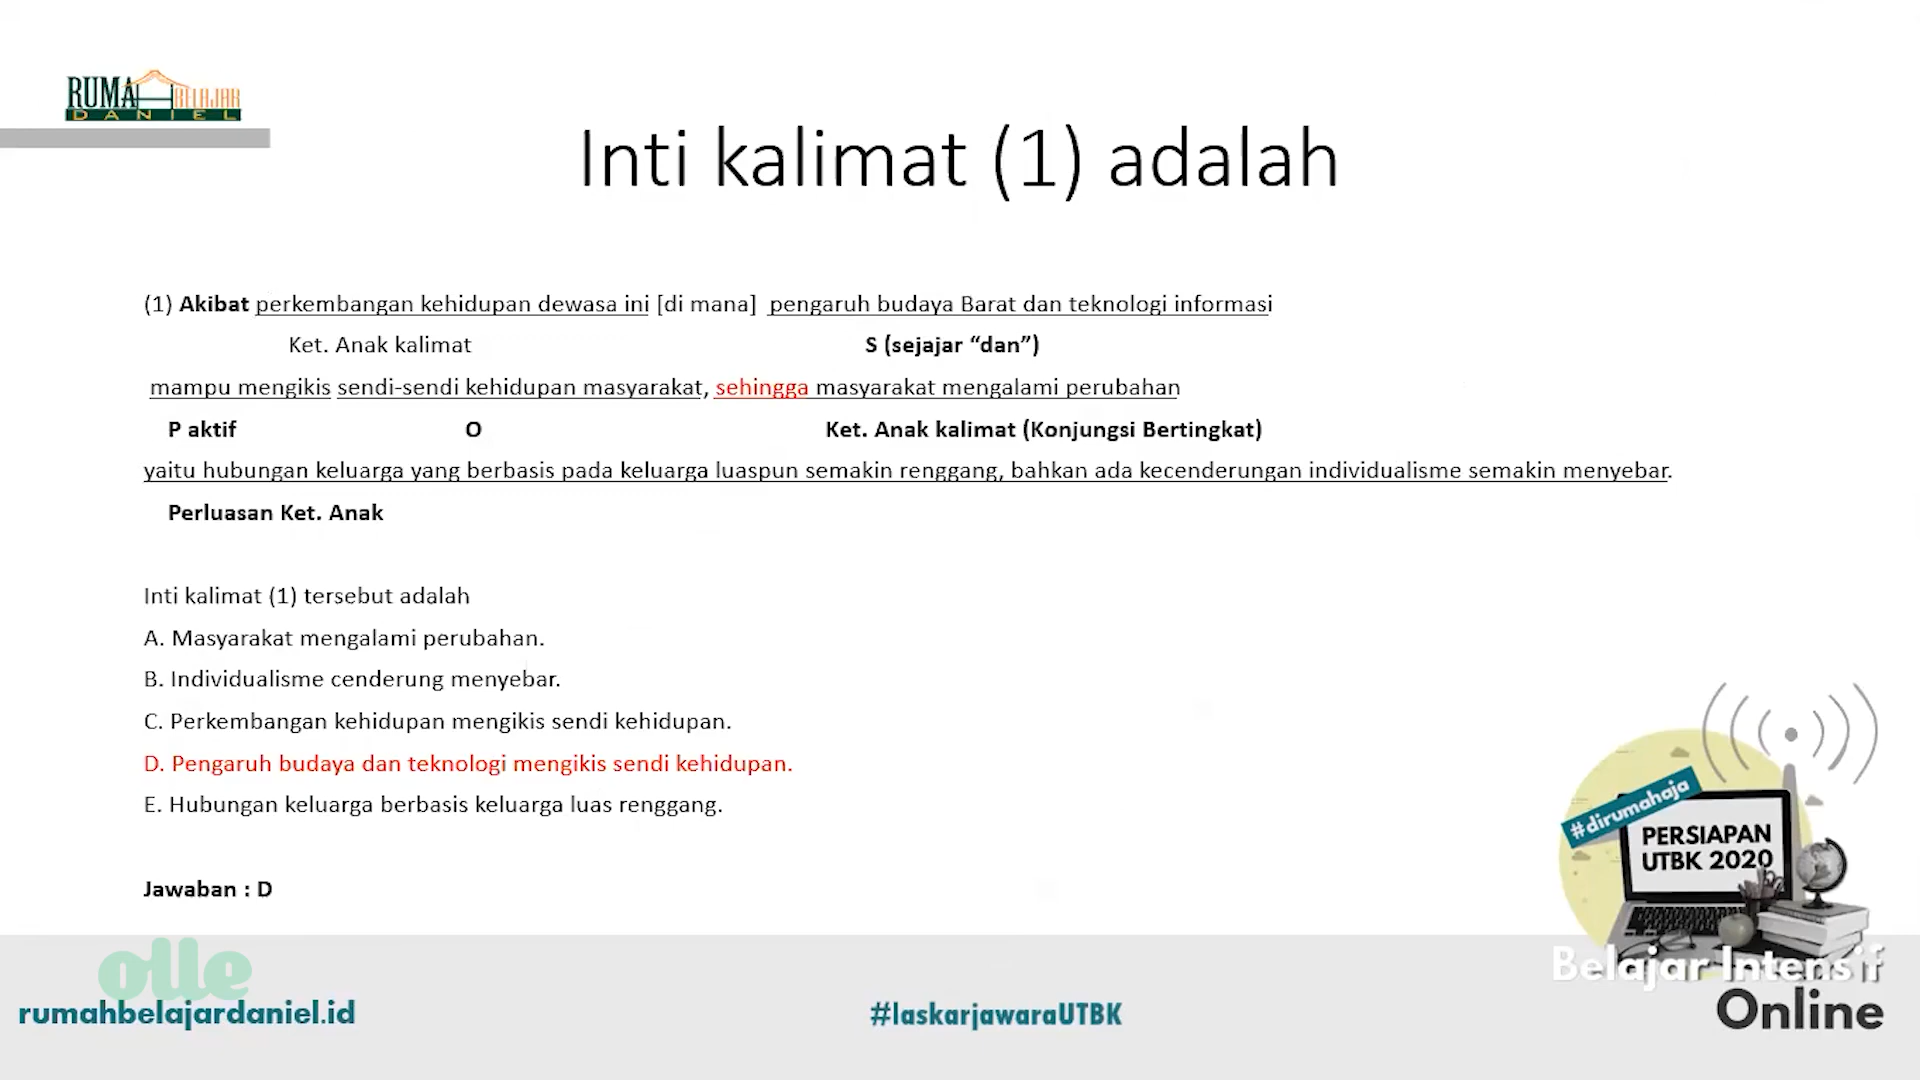 RUMA BELAJAR
DANIEL
Inti kalimat (1) adalah
(1) Akibat perkembangan kehidupan dewasa ini [di mana] pengaruh budaya Barat dan teknologi informasi
Ket. Anak kalimat S (sejajar “dan”)
mampu mengikis sendi-sendi kehidupan masyarakat, sehingga masyarakat mengalami perubahan
P aktif O Ket. Anak kalimat (Konjungsi Bertingkat)
yaitu hubungan keluarga yang berbasis pada keluarga luaspun semakin renggang, bahkan ada kecenderungan individualisme semakin menyebar.
Perluasan Ket. Anak
Inti kalimat (1) tersebut adalah
A. Masyarakat mengalami perubahan.
B. Individualisme cenderung menyebar.
C. Perkembangan kehidupan mengikis sendi kehidupan.
D. Pengaruh budaya dan teknologi mengikis sendi kehidupan.
E. Hubungan keluarga berbasis keluarga luas renggang.
Jawaban : D
#dirumahaja
PERSIAPAN
UTBK 2020
Belajar Intensif
Online
olle
rumahbelajardaniel.id
#laskarjawaraUTBK